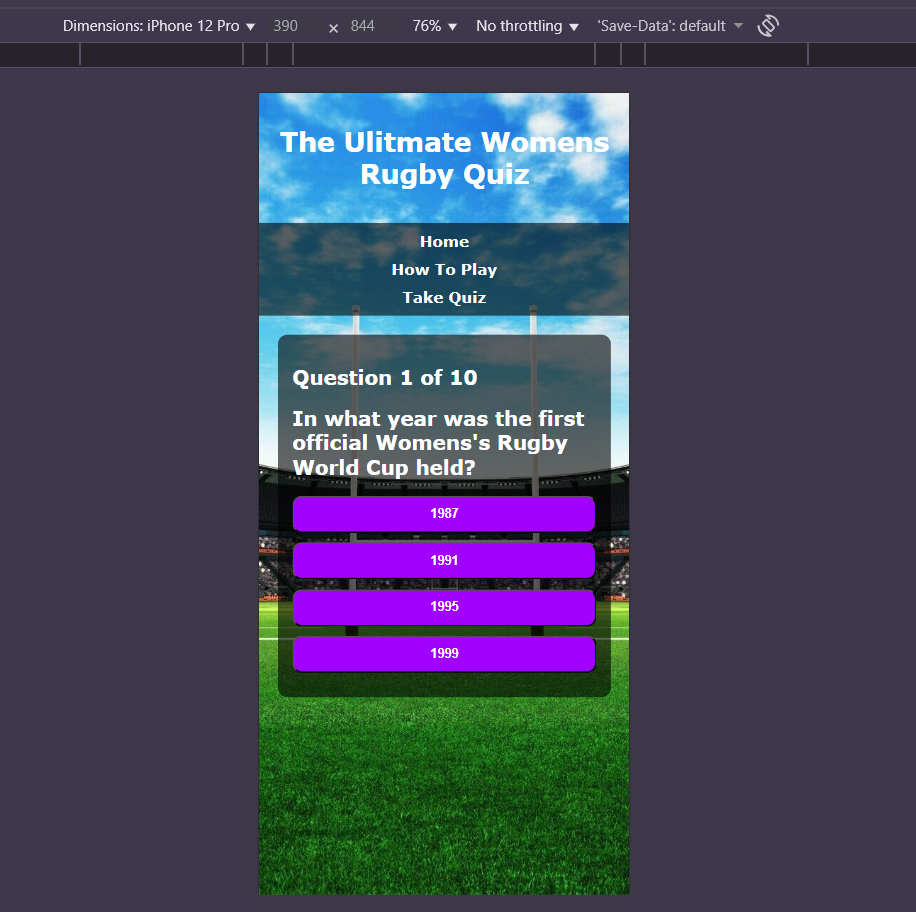 Dimensions: iPhone 12 Pro 390 × 844 76% No throttling 'Save-Data': default
The Ulitmate Womens
Rugby Quiz
Home
How To Play
Take Quiz
Question 1 of 10
In what year was the first
official Womens's Rugby
World Cup held?
1987
1991
1995
1999